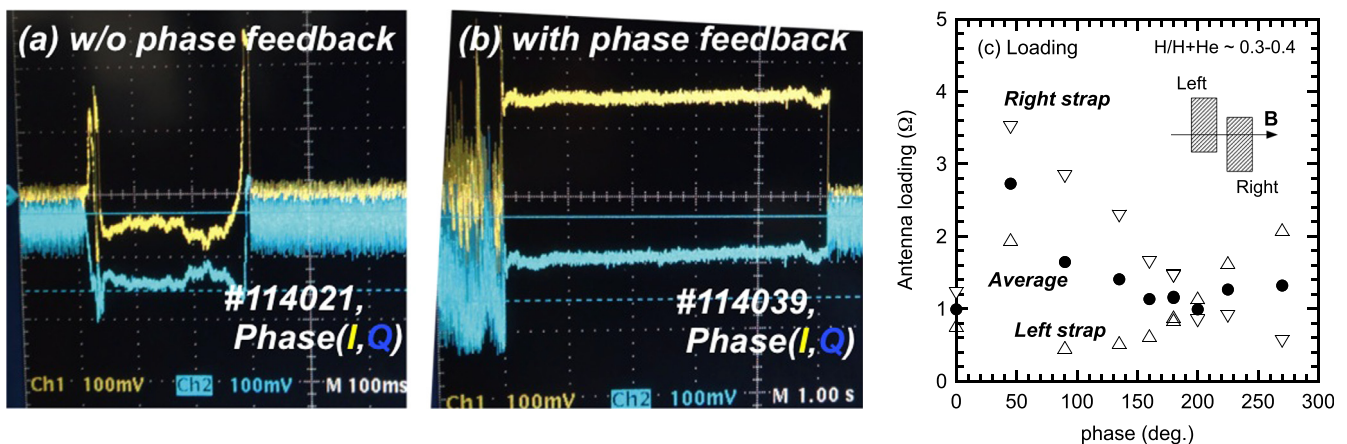 (a) w/o phase feedback
#114021,
Phase(I,Q)
Ch1 100mV Ch2 100mV M 100ms
(b) with phase feedback
#114039,
Phase(I,Q)
Ch1 100mV Ch2 100mV M 1.00 s
(c) Loading H/H+He ~ 0.3-0.4
Right strap
Left
B
Right
Average
Left strap
Antenna loading (Ω)
5
4
3
2
1
0
0 50 100 150 200 250 300
phase (deg.)